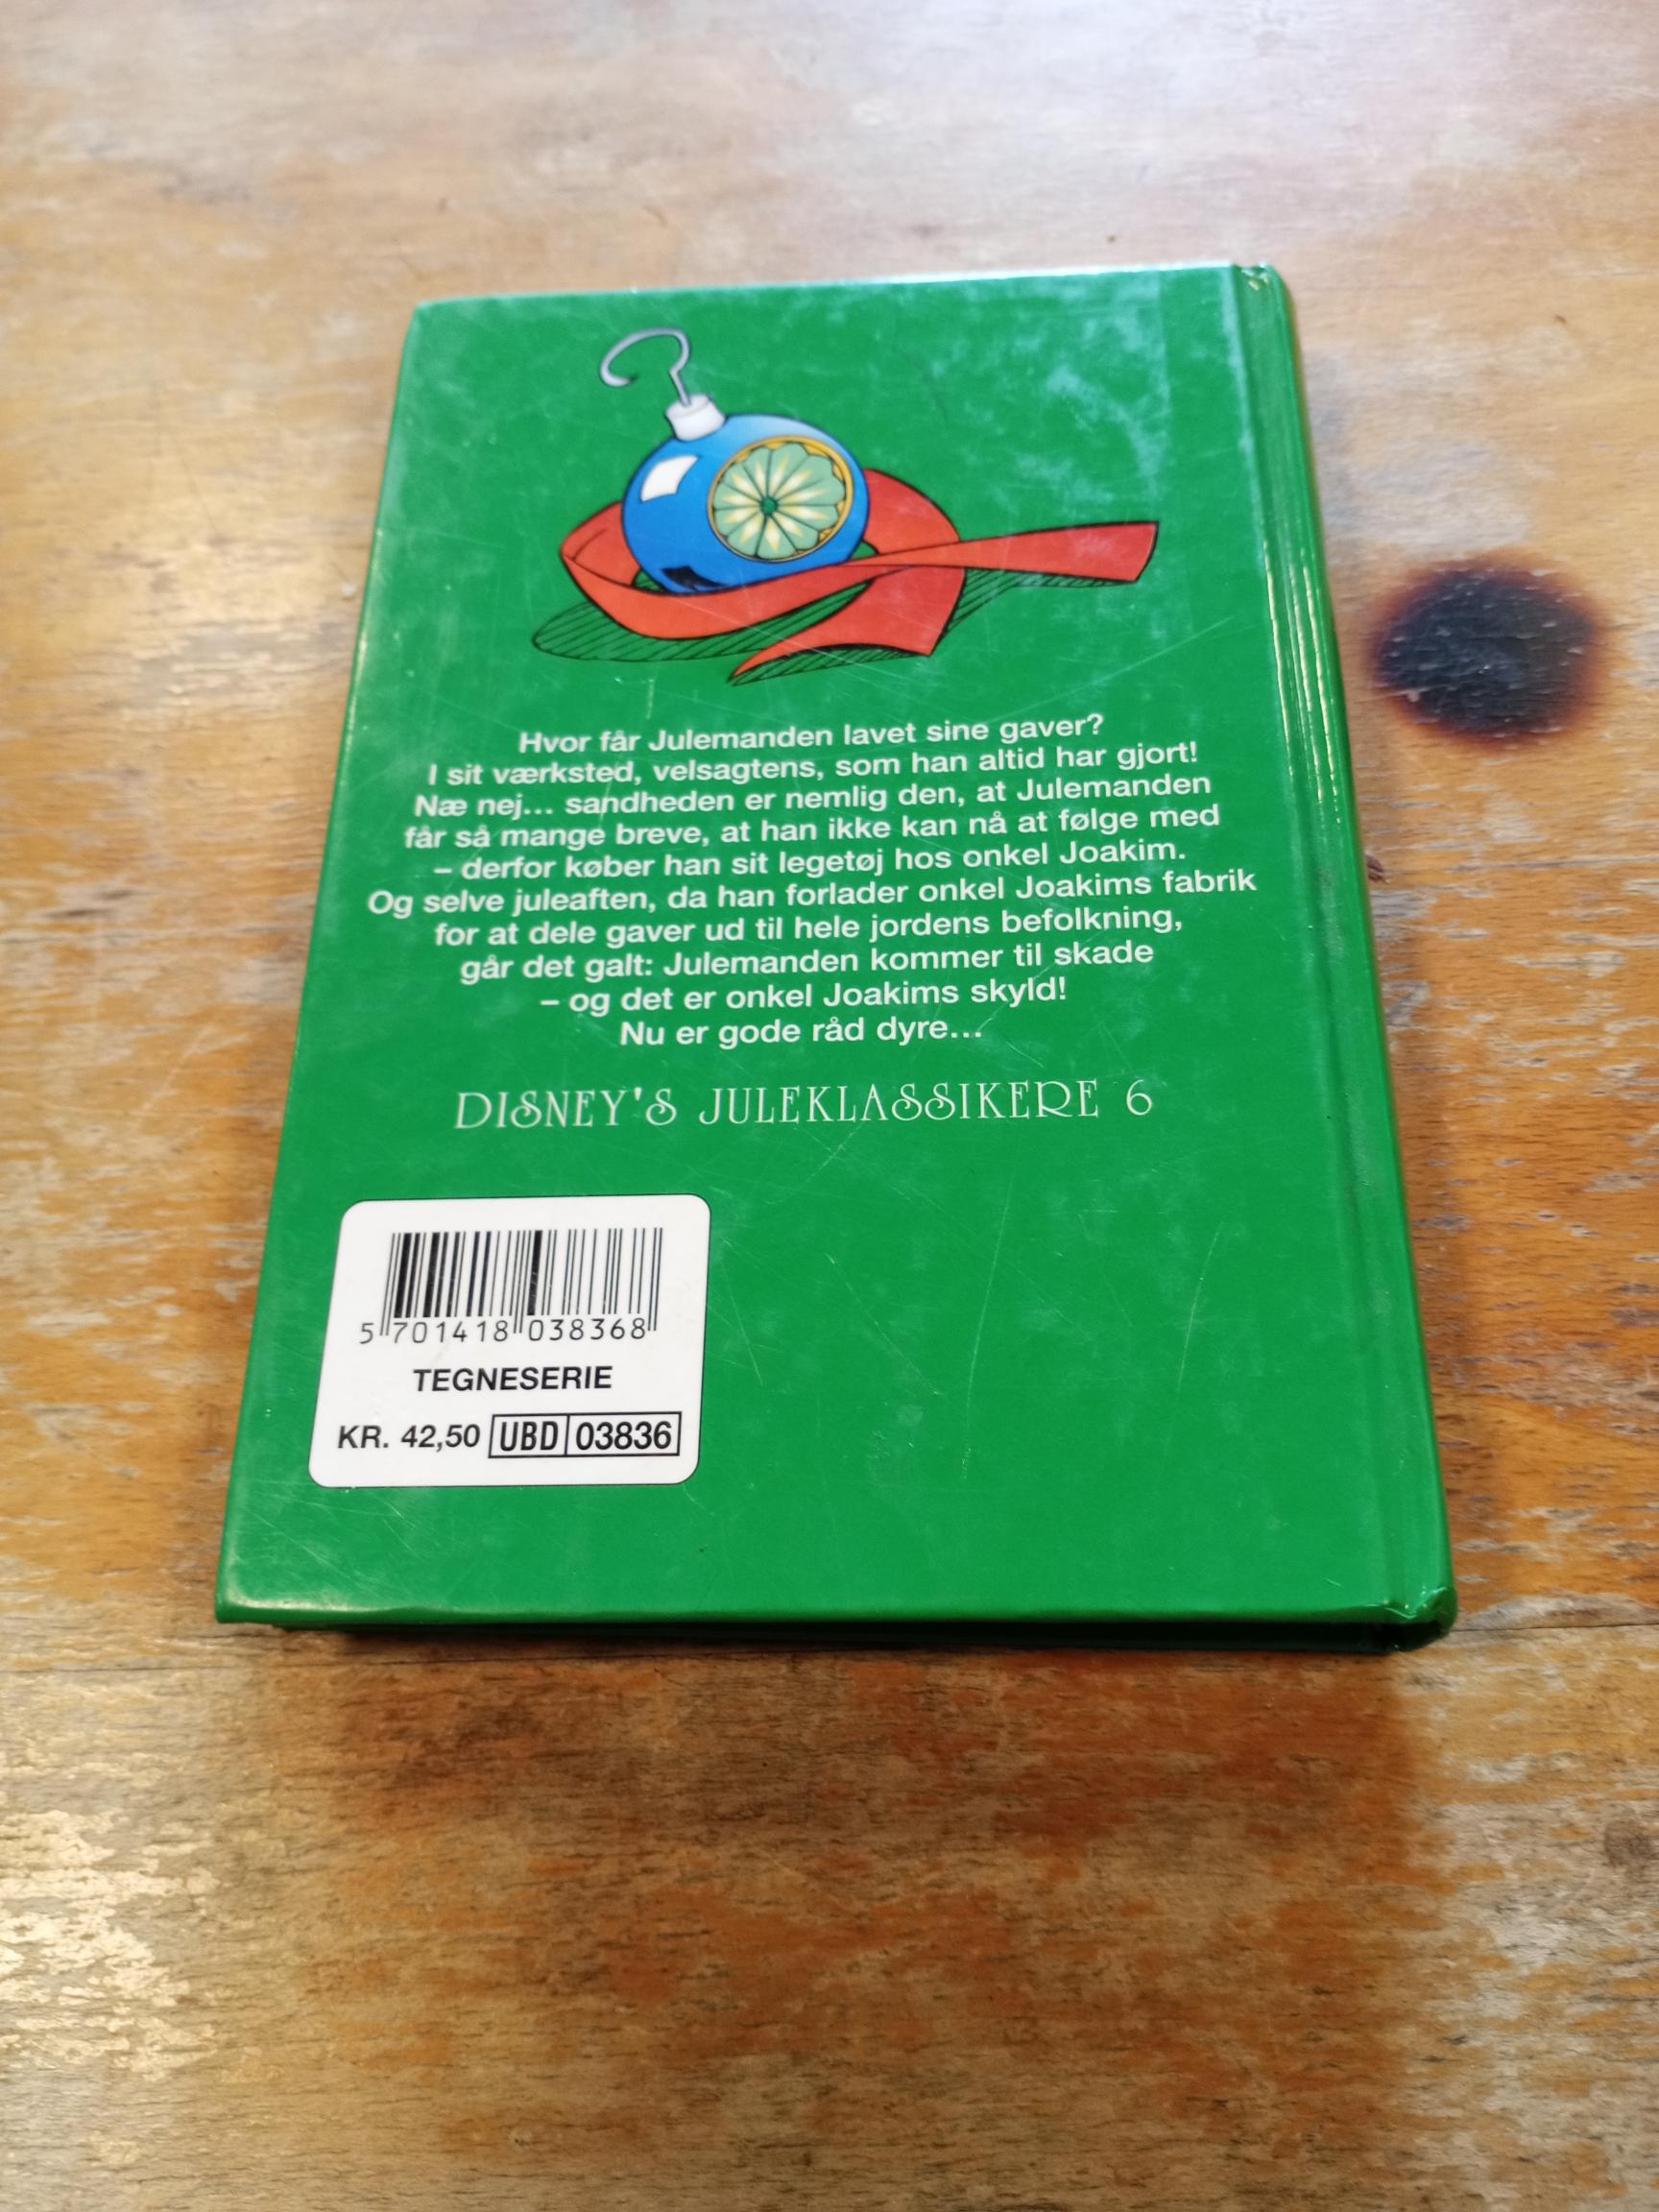 Hvor får Julemanden lavet sine gaver?
I sit værksted, velsagtens, som han altid har gjort!
Næ nej... sandheden er nemlig den, at Julemanden
får så mange breve, at han ikke kan nå at følge med
– derfor køber han sit legetøj hos onkel Joakim.
Og selve juleaften, da han forlader onkel Joakims fabrik
for at dele gaver ud til hele jordens befolkning,
går det galt: Julemanden kommer til skade
– og det er onkel Joakims skyld!
Nu er gode råd dyre...
DISNEY'S JULEKLASSIKERE 6
5 701418 038368
TEGNESERIE
KR. 42,50 UBD 03836